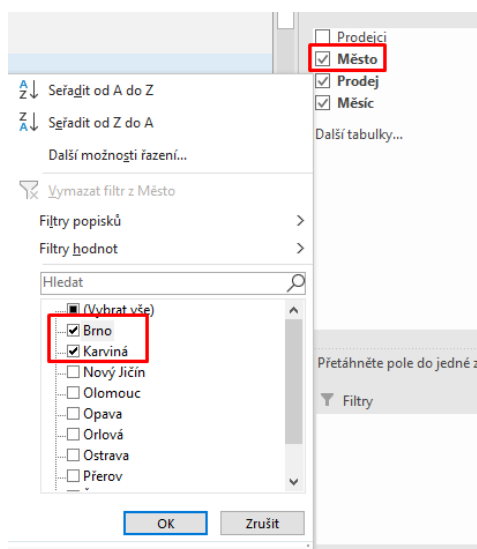 Prodejci
Město
Prodej
Měsíc
Další tabulky...
Seřadit od A do Z
Seřadit od Z do A
Další možnosti řazení...
Vymazat filtr z Město
Filtry popisků
Filtry hodnot
Hledat
(Vybrat vše)
Brno
Karviná
Nový Jičín
Olomouc
Opava
Orlová
Ostrava
Přerov
OK Zrušit
Přetáhněte pole do jedné z
Filtry